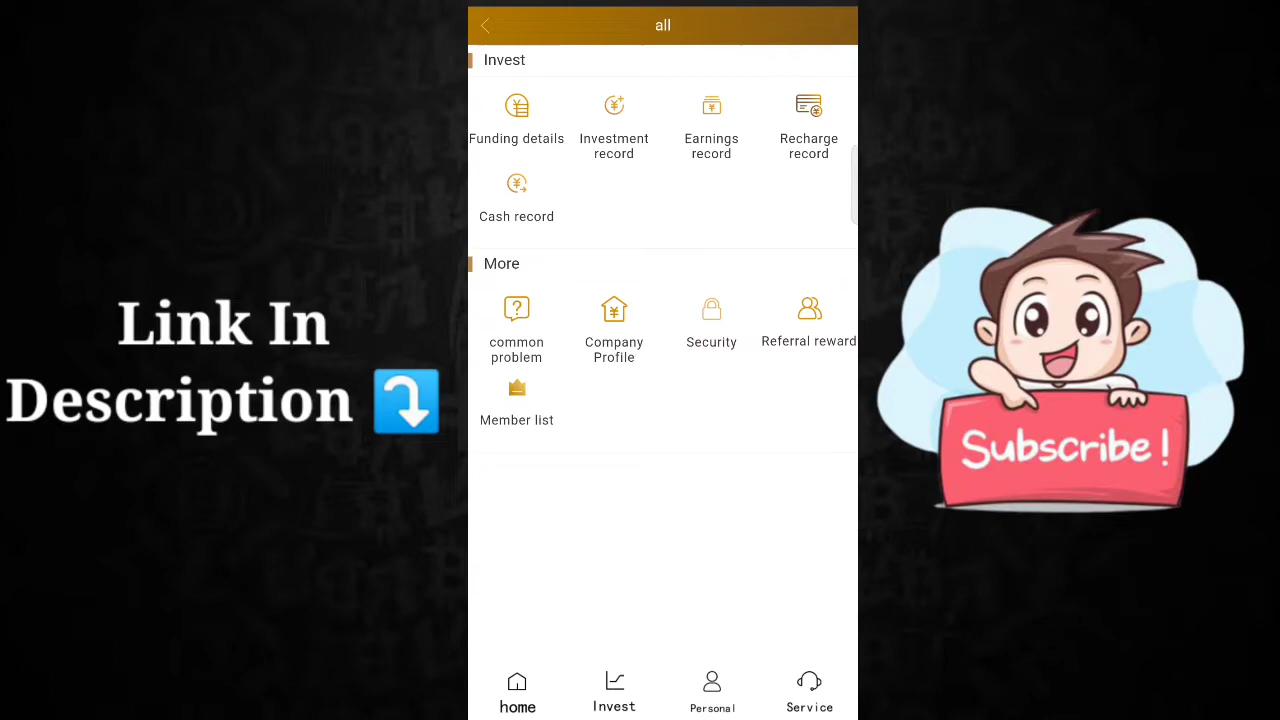 all
Invest
Funding details
Investment
record
Earnings
record
Recharge
record
Cash record
More
common
problem
Company
Profile
Security
Referral reward
Member list
home
Invest
Personal
Service
Link In
Description ⤵
Subscribe!